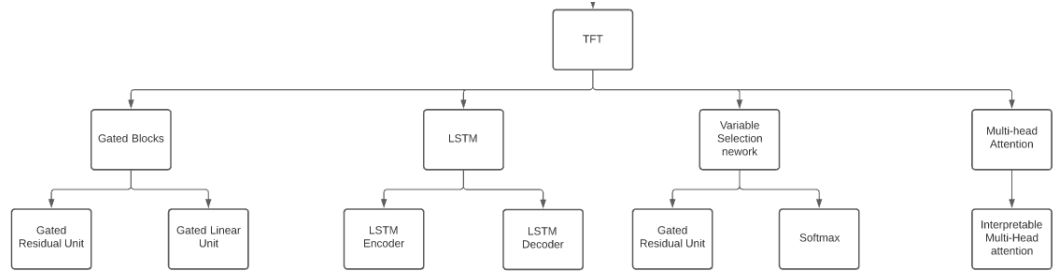 TFT
Gated Blocks
LSTM
Variable
Selection
nework
Multi-head
Attention
Gated
Residual Unit
Gated Linear
Unit
LSTM
Encoder
LSTM
Decoder
Gated
Residual Unit
Softmax
Interpretable
Multi-Head
attention